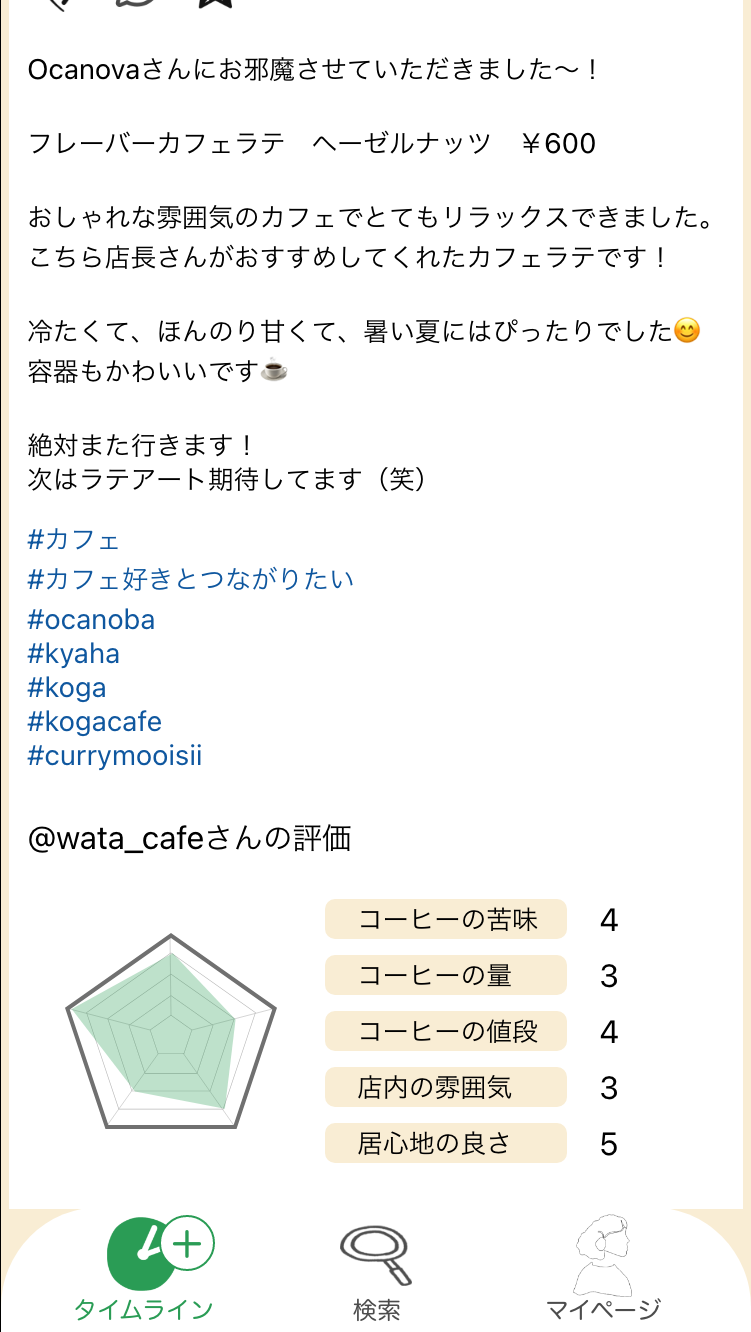 Ocanovaさんにお邪魔させていただきました〜！
フレーバーカフェラテ　ヘーゼルナッツ　￥600
おしゃれな雰囲気のカフェでとてもリラックスできました。
こちら店長さんがおすすめしてくれたカフェラテです！
冷たくて、ほんのり甘くて、暑い夏にはぴったりでした😊
容器もかわいいです☕
絶対また行きます！
次はラテアート期待してます（笑）
#カフェ
#カフェ好きとつながりたい
#ocanoba
#kyaha
#koga
#kogacafe
#currymooisii
@wata_cafeさんの評価
コーヒーの苦味 4
コーヒーの量 3
コーヒーの値段 4
店内の雰囲気 3
居心地の良さ 5
タイムライン 検索 マイページ